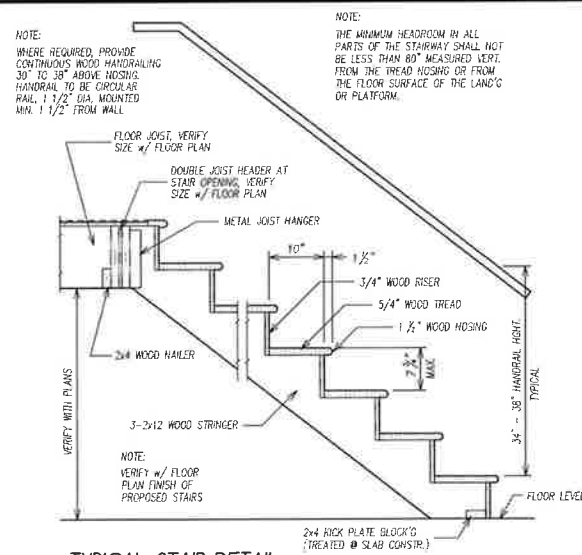 NOTE:
WHERE REQUIRED, PROVIDE
CONTINUOUS WOOD HANDRAILING
30" TO 38" ABOVE NOSING.
HANDRAIL TO BE CIRCULAR
RAIL, 1 1/2" DIA. MOUNTED
MIN. 1 1/2" FROM WALL
NOTE:
THE MINIMUM HEADROOM IN ALL
PARTS OF THE STAIRWAY SHALL NOT
BE LESS THAN 80" MEASURED VERT.
FROM THE TREAD NOSING OR FROM
THE FLOOR SURFACE OF THE LAND'G
OR PLATFORM.
FLOOR JOIST, VERIFY
SIZE w/ FLOOR PLAN
DOUBLE JOIST HEADER AT
STAIR OPENING, VERIFY
SIZE w/ FLOOR PLAN
METAL JOIST HANGER
10"
1 1/2"
3/4" WOOD RISER
5/4" WOOD TREAD
1 1/2" WOOD NOSING
2x4 WOOD NAILER
7 3/4"
MAX.
34" - 38" HANDRAIL HGHT.
TYPICAL
VERIFY WITH PLANS
3-2x12 WOOD STRINGER
NOTE:
VERIFY w/ FLOOR
PLAN FINISH OF
PROPOSED STAIRS
FLOOR LEVEL
2x4 KICK PLATE BLOCK'G
(TREATED @ SLAB CONSTR.)
TYPICAL STAIR DETAIL